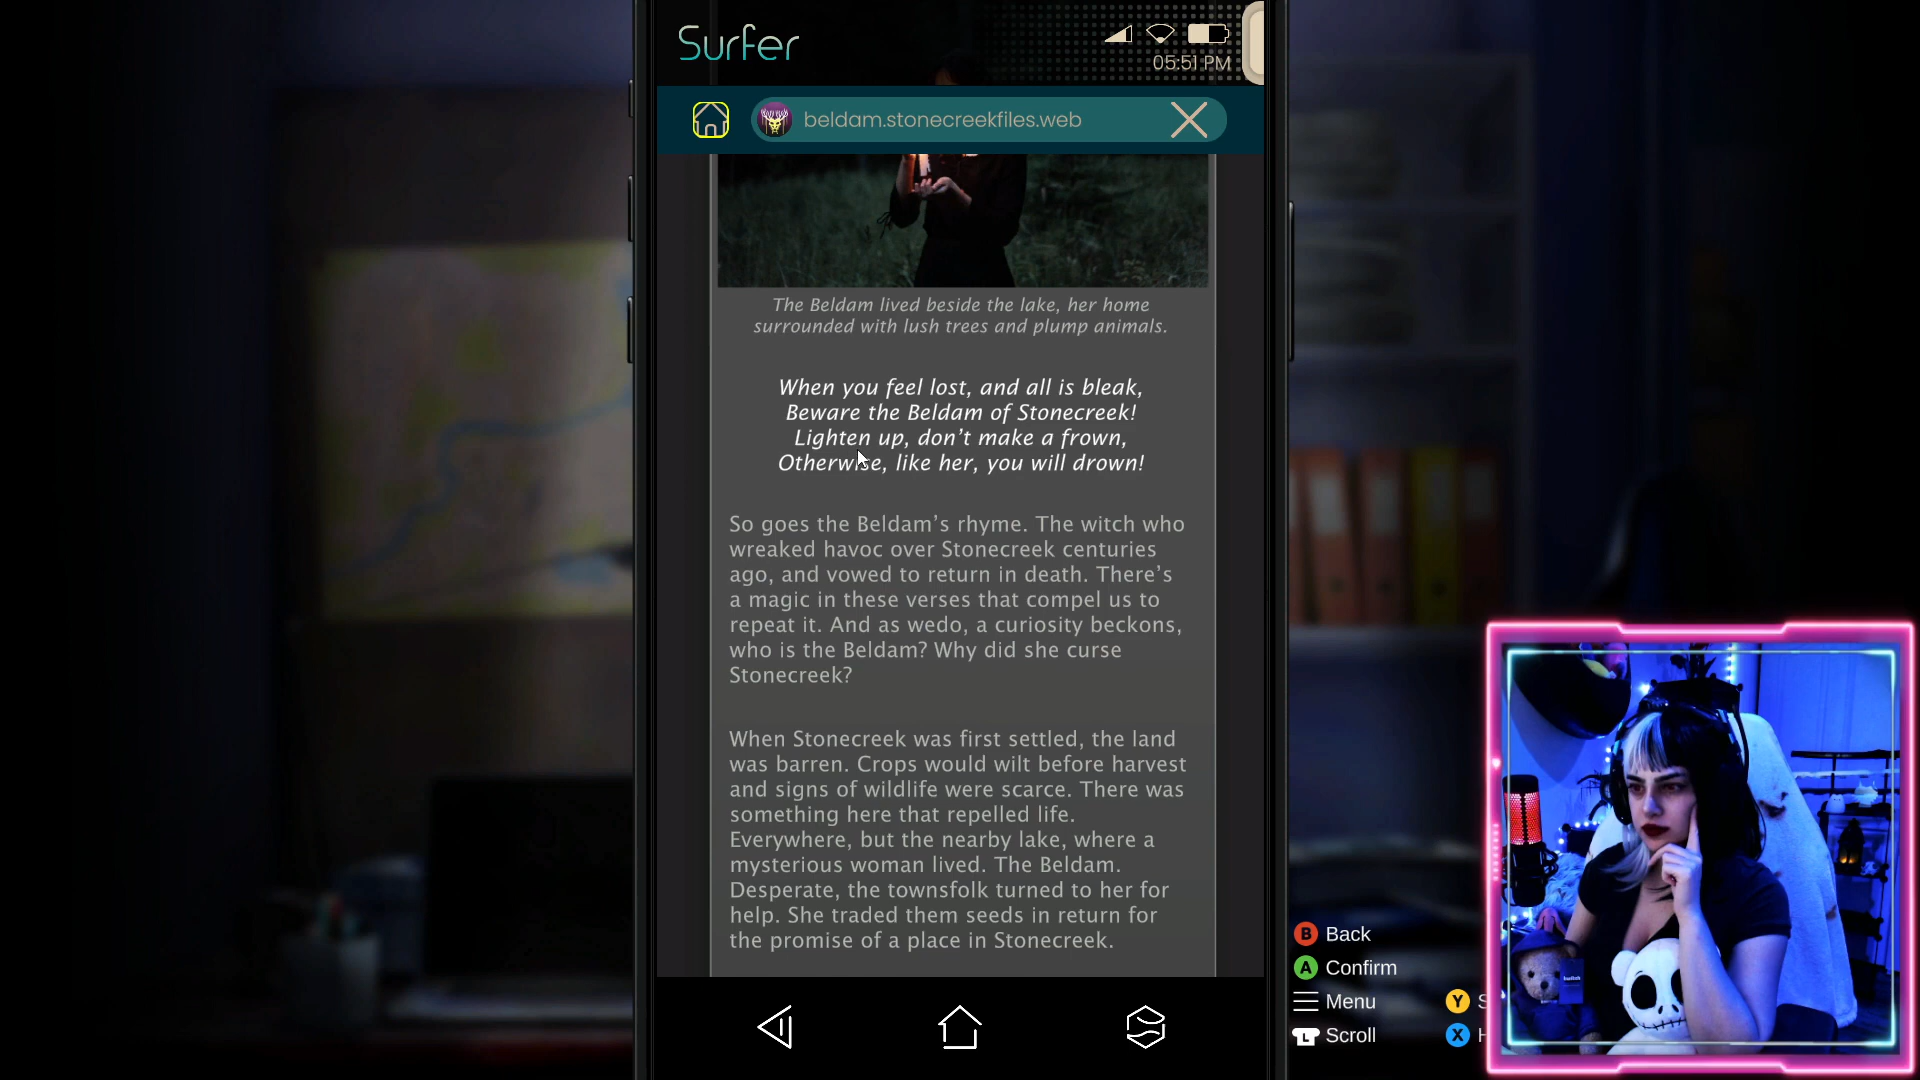 Surfer
05:51 PM
beldam.stonecreekfiles.web
The Beldam lived beside the lake, her home
surrounded with lush trees and plump animals.
When you feel lost, and all is bleak,
Beware the Beldam of Stonecreek!
Lighten up, don't make a frown,
Otherwise, like her, you will drown!
So goes the Beldam's rhyme. The witch who
wreaked havoc over Stonecreek centuries
ago, and vowed to return in death. There's
a magic in these verses that compel us to
repeat it. And as wedo, a curiosity beckons,
who is the Beldam? Why did she curse
Stonecreek?
When Stonecreek was first settled, the land
was barren. Crops would wilt before harvest
and signs of wildlife were scarce. There was
something here that repelled life.
Everywhere, but the nearby lake, where a
mysterious woman lived. The Beldam.
Desperate, the townsfolk turned to her for
help. She traded them seeds in return for
the promise of a place in Stonecreek.
B Back
A Confirm
Menu
Y S
L Scroll
X H